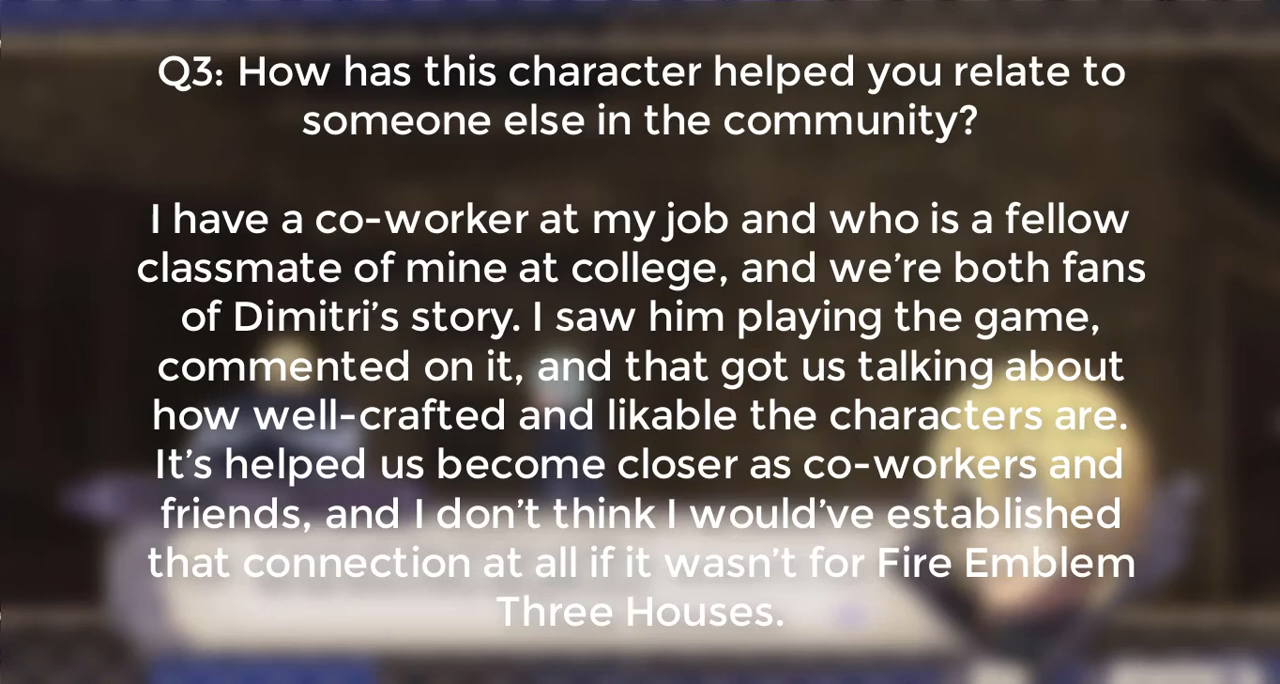 Q3: How has this character helped you relate to
someone else in the community?
I have a co-worker at my job and who is a fellow
classmate of mine at college, and we're both fans
of Dimitri's story. I saw him playing the game,
commented on it, and that got us talking about
how well-crafted and likable the characters are.
It's helped us become closer as co-workers and
friends, and I don't think I would've established
that connection at all if it wasn't for Fire Emblem
Three Houses.